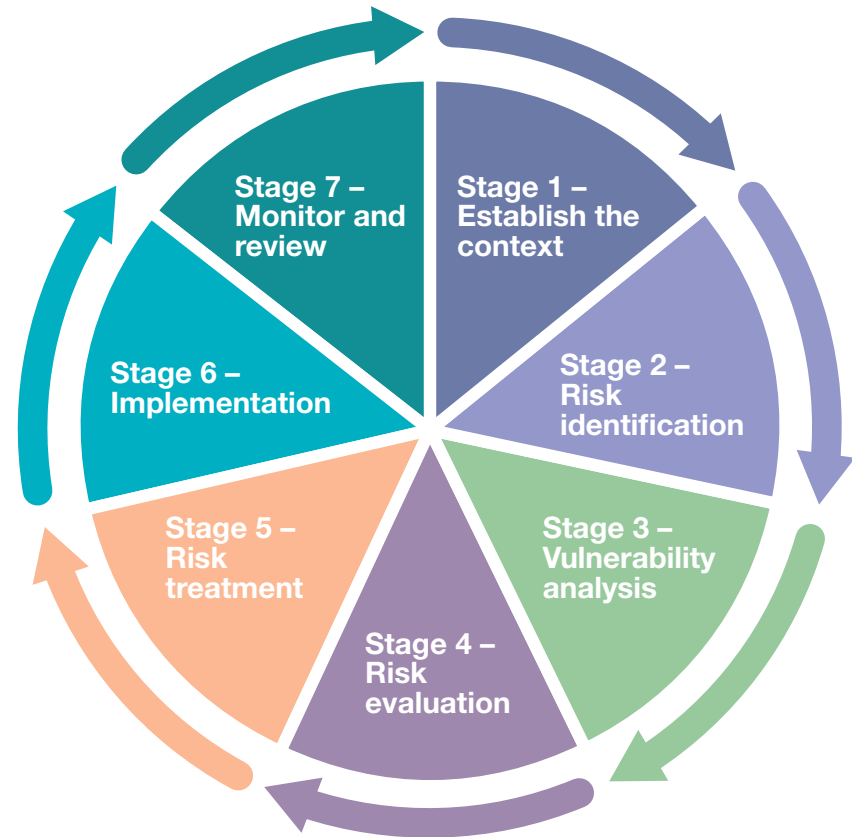 Stage 1 –
Establish the
context
Stage 2 –
Risk
identification
Stage 3 –
Vulnerability
analysis
Stage 4 –
Risk
evaluation
Stage 5 –
Risk
treatment
Stage 6 –
Implementation
Stage 7 –
Monitor and
review